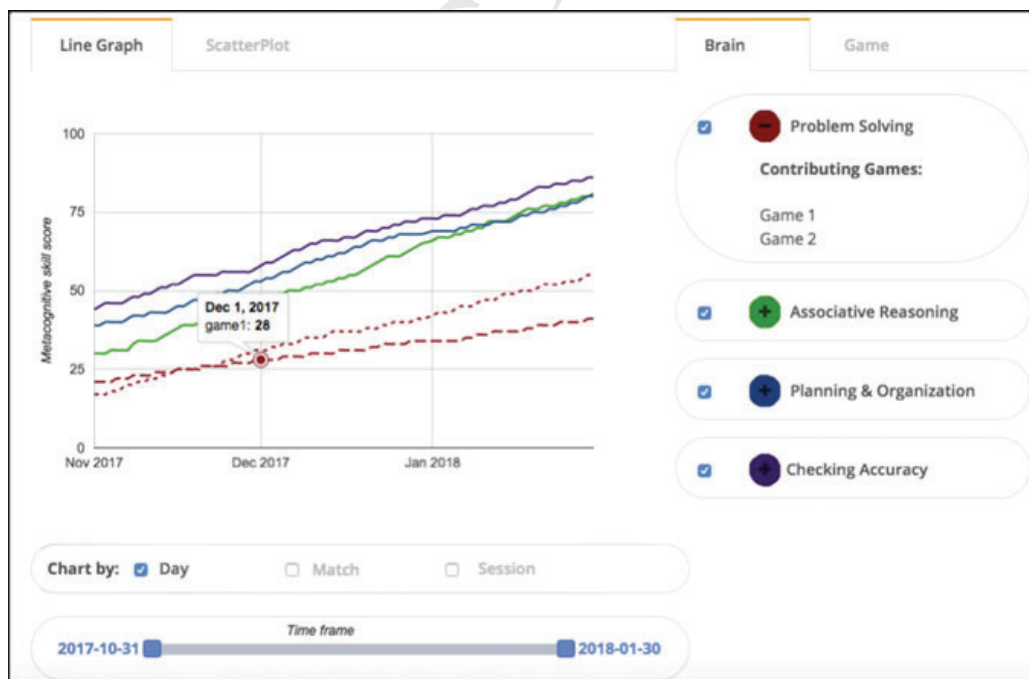 Line Graph
ScatterPlot
Brain
Game
100
75
50
25
0
Metacognitive skill score
Dec 1, 2017
game1: 28
Nov 2017
Dec 2017
Jan 2018
Problem Solving
Contributing Games:
Game 1
Game 2
Associative Reasoning
Planning & Organization
Checking Accuracy
Chart by:
Day
Match
Session
Time frame
2017-10-31
2018-01-30